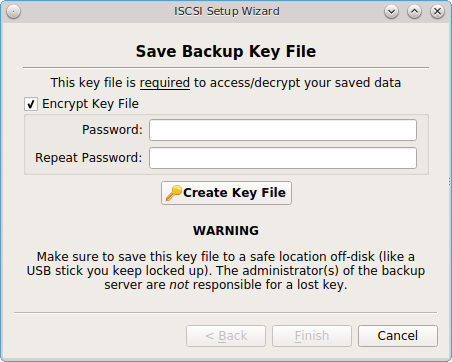 ISCSI Setup Wizard
Save Backup Key File
This key file is required to access/decrypt your saved data
Encrypt Key File
Password:
Repeat Password:
Create Key File
WARNING
Make sure to save this key file to a safe location off-disk (like a
USB stick you keep locked up). The administrator(s) of the backup
server are not responsible for a lost key.
< Back
Finish
Cancel